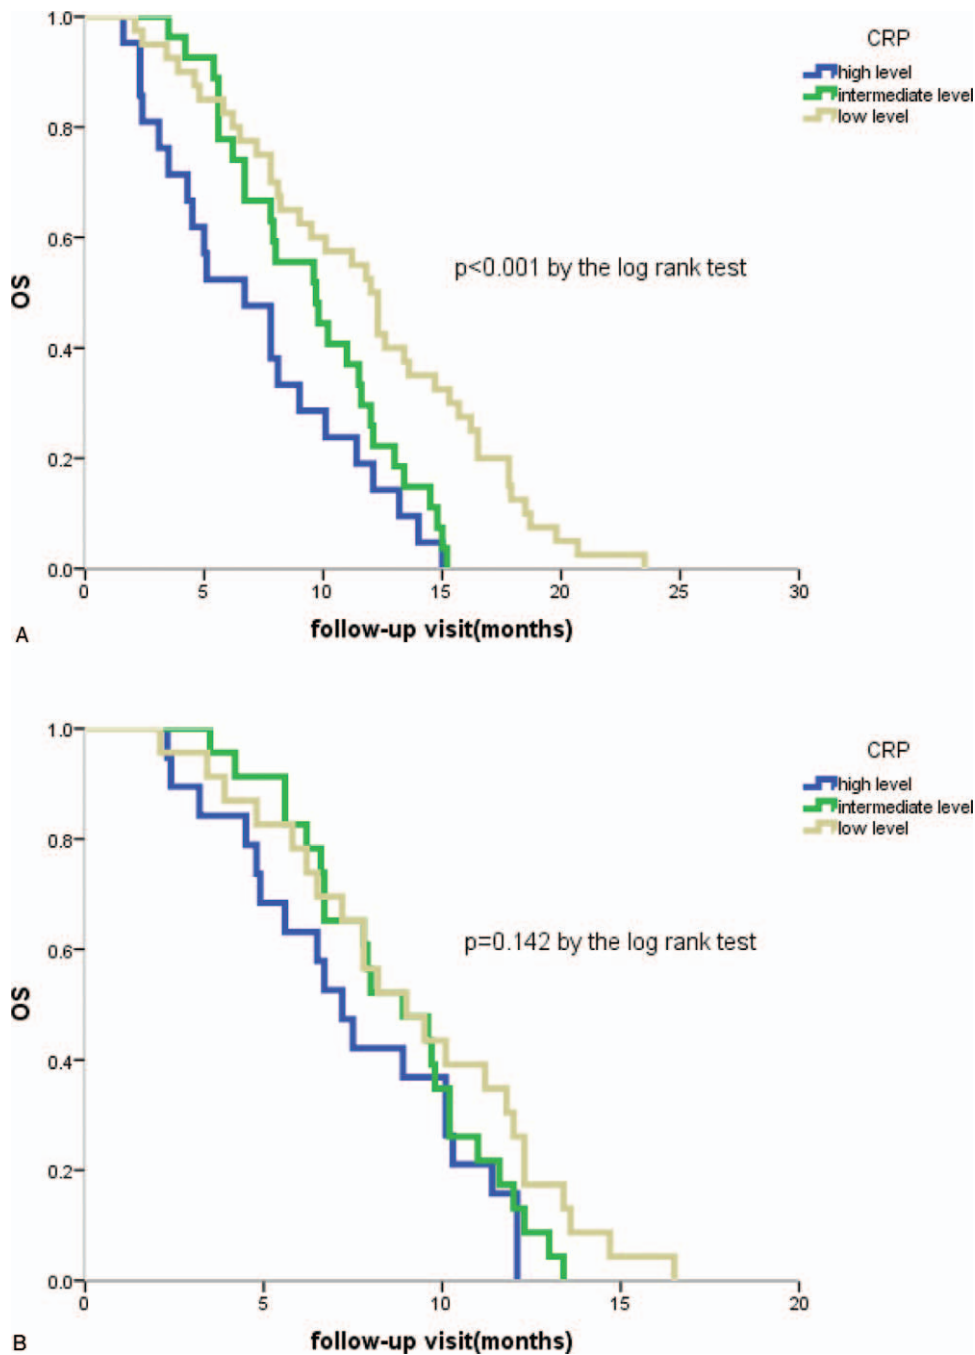 1.0
0.8
0.6
0.4
0.2
0.0
OS
0 5 10 15 20 25 30
follow-up visit(months)
CRP
high level
intermediate level
low level
p<0.001 by the log rank test
A
1.0
0.8
0.6
0.4
0.2
0.0
OS
0 5 10 15 20
follow-up visit(months)
CRP
high level
intermediate level
low level
p=0.142 by the log rank test
B